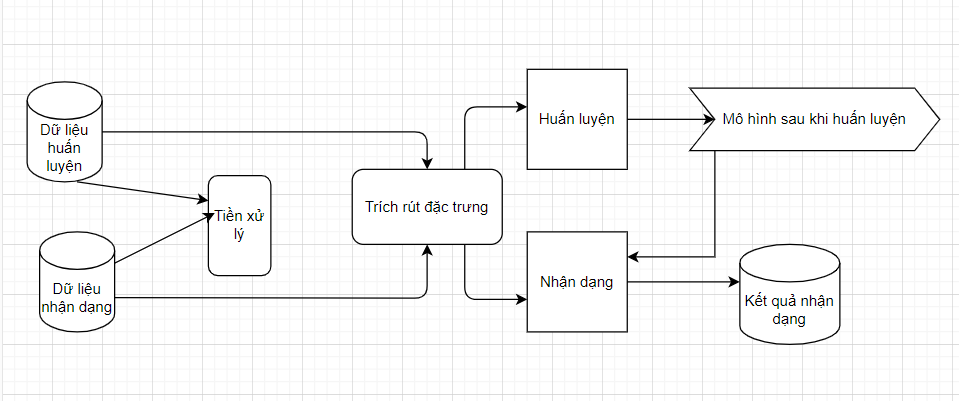 Dữ liệu
huấn
luyện
Tiền xử
lý
Dữ liệu
nhận dạng
Trích rút đặc trưng
Huấn luyện
Mô hình sau khi huấn luyện
Nhận dạng
Kết quả nhận
dạng